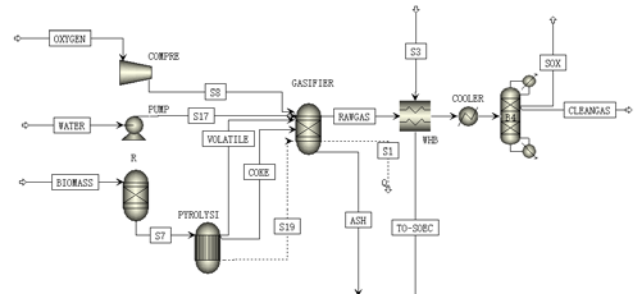 OXYGEN
COMPRE
S8
GASIFIER
S3
SOX
WATER
PUMP
S17
VOLATILE
RAWGAS
COOLER
CLEANGAS
B4
WHB
R
S1
BIOMASS
COKE
Q
PYROLYSI
S7
S19
ASH
TO-SOEC